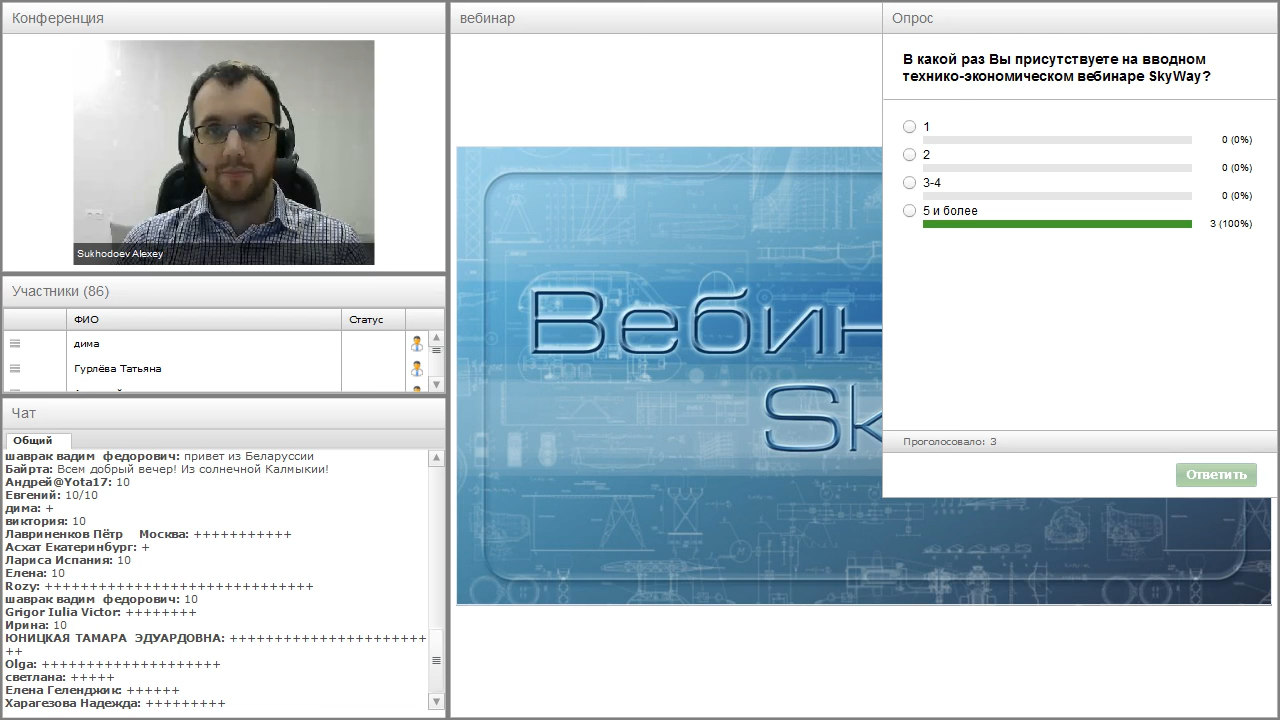 Конференция
Sukhodoev Alexey
Участники (86)
ФИО
Статус
дима
Гурлёва Татьяна
Чат
Общий
шаврак вадим федорович: привет из Беларуссии
Байрта: Всем добрый вечер! Из солнечной Калмыкии!
Андрей@Yota17: 10
Евгений: 10/10
дима: +
виктория: 10
Лавриненков Пётр Москва: +++++++++++
Асхат Екатеринбург: +
Лариса Испания: 10
Елена: 10
Rozy: ++++++++++++++++++++++++++++++
шаврак вадим федорович: 10
Grigor Iulia Victor: ++++++++
Ирина: 10
ЮНИЦКАЯ ТАМАРА ЭДУАРДОВНА: ++++++++++++++++++++++
++
Olga: ++++++++++++++++++++
светлана: +++++
Елена Геленджик: ++++++
Харагезова Надежда: +++++++++
вебинар
Вебин
Sk
Опрос
В какой раз Вы присутствуете на вводном
технико-экономическом вебинаре SkyWay?
1
0 (0%)
2
0 (0%)
3-4
0 (0%)
5 и более
3 (100%)
Проголосовало: 3
Ответить